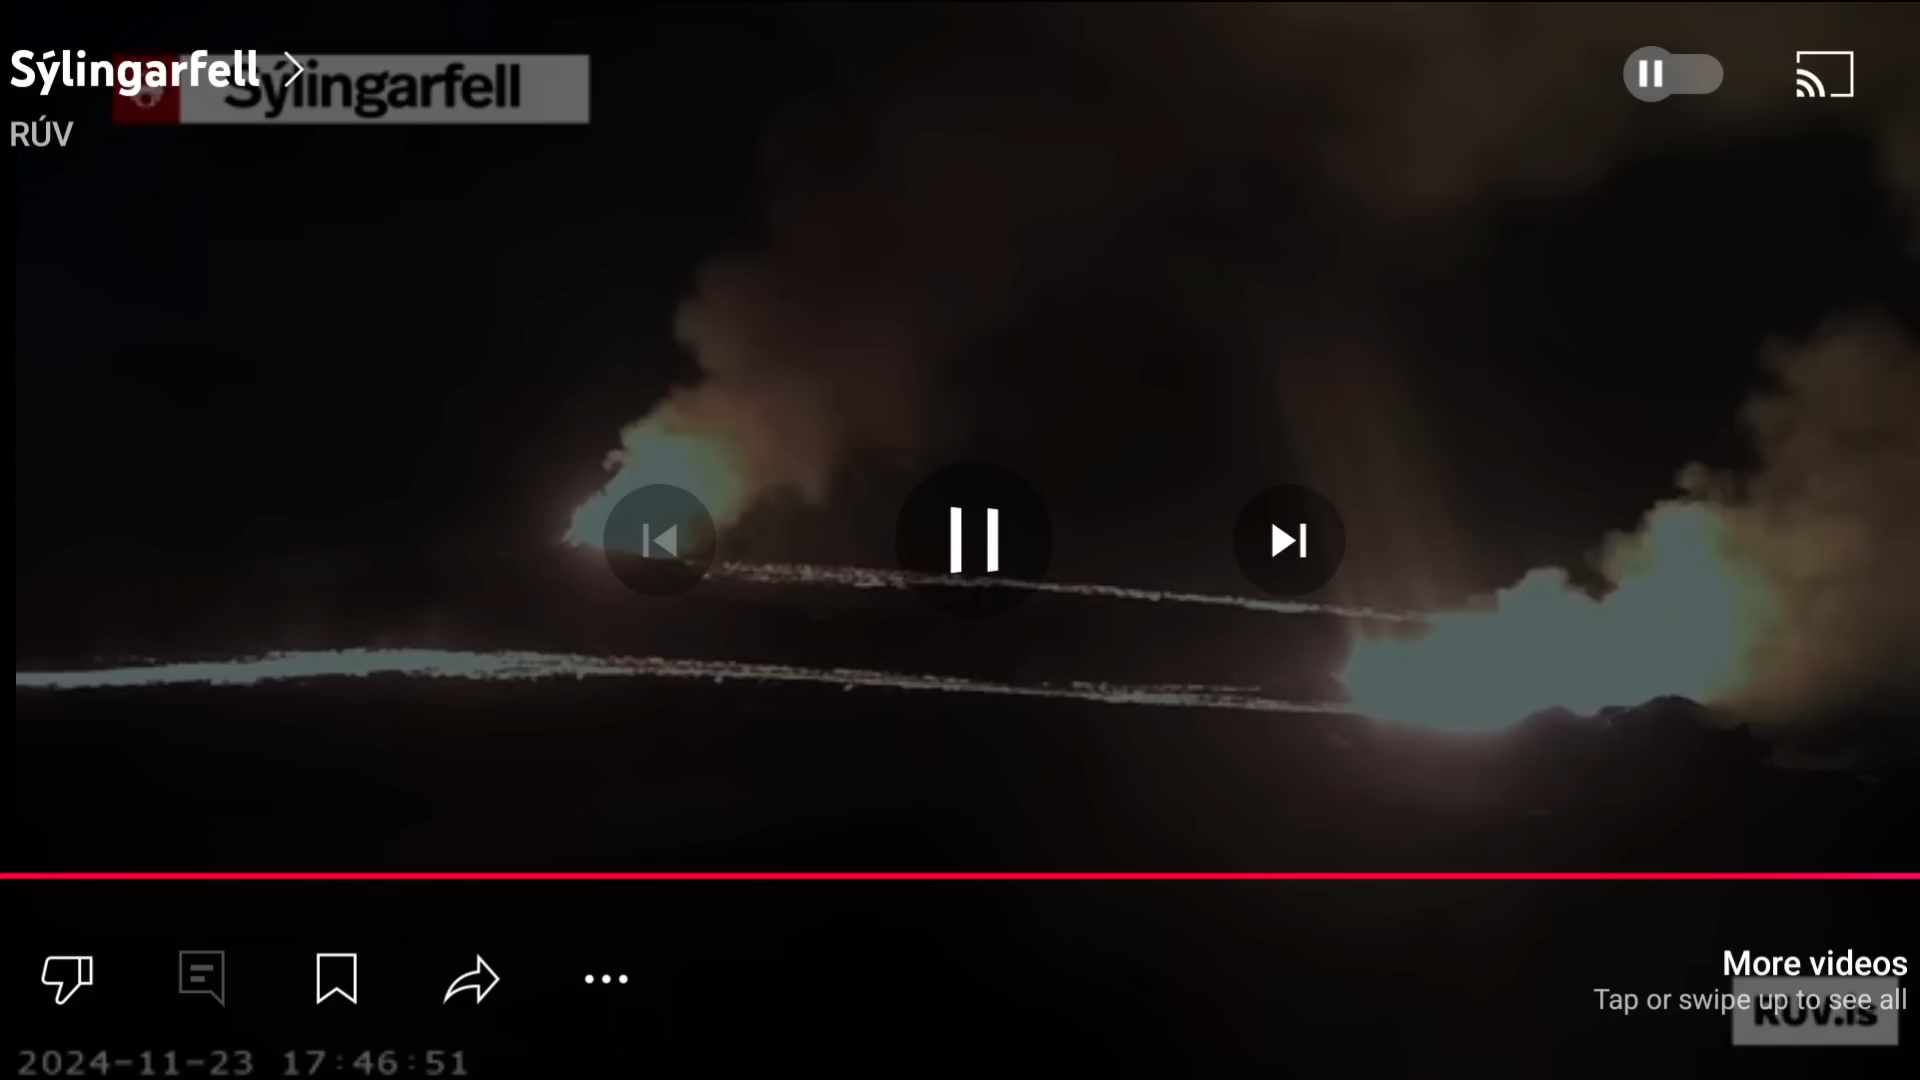 Sýlingarfell
Sýlingarfell
RÚV
More videos
Tap or swipe up to see all
RÚV.is
2024-11-23 17:46:51